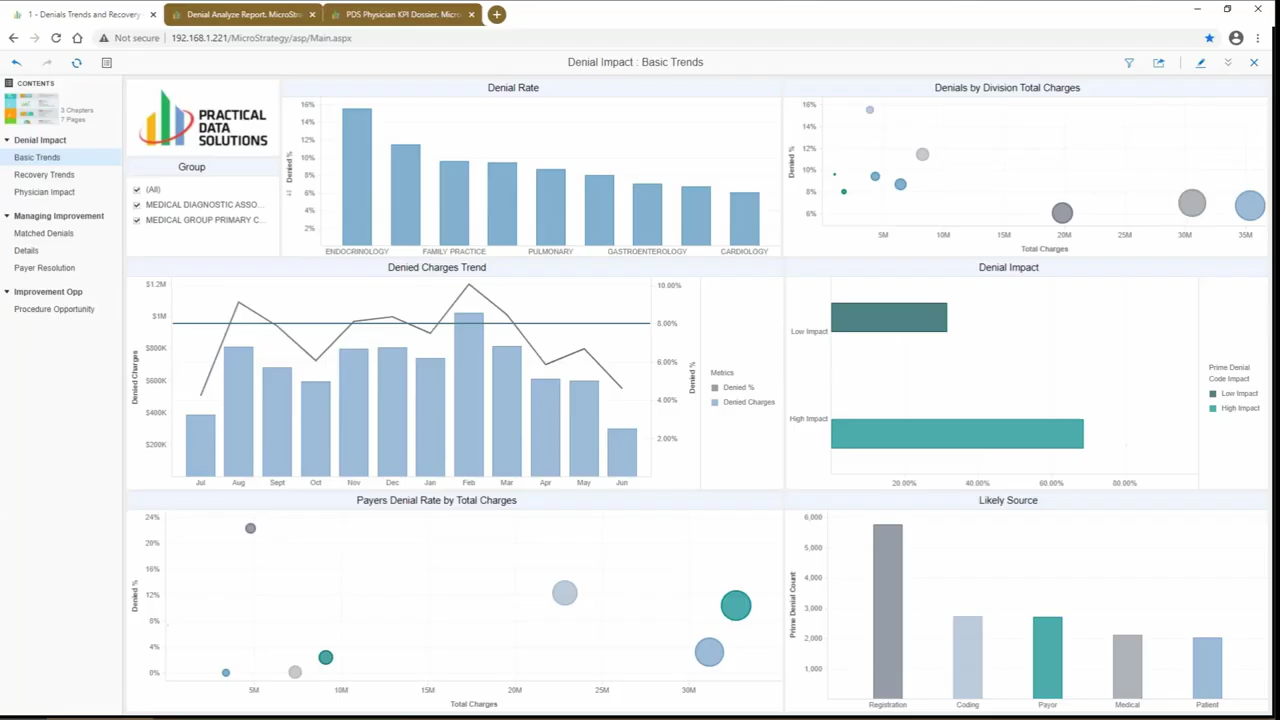 1 - Denials Trends and Recovery
Denial Analyze Report. MicroStra
PDS Physician KPI Dossier. Micro
Not secure | 192.168.1.221/MicroStrategy/asp/Main.aspx
Denial Impact : Basic Trends
CONTENTS
3 Chapters
7 Pages
Denial Impact
Basic Trends
Recovery Trends
Physician Impact
Managing Improvement
Matched Denials
Details
Payer Resolution
Improvement Opp
Procedure Opportunity
PRACTICAL
DATA
SOLUTIONS
Group
(All)
MEDICAL DIAGNOSTIC ASSO...
MEDICAL GROUP PRIMARY C...
Denial Rate
16%
14%
12%
10%
8%
6%
4%
2%
Denied %
ENDOCRINOLOGY FAMILY PRACTICE PULMONARY GASTROENTEROLOGY CARDIOLOGY
Denials by Division Total Charges
16%
14%
12%
10%
8%
6%
Denied %
5M 10M 15M 20M 25M 30M 35M
Total Charges
Denied Charges Trend
$1.2M
$1M
$800K
$600K
$400K
$200K
Denied Charges
10.00%
8.00%
6.00%
4.00%
2.00%
Denied %
Jul Aug Sept Oct Nov Dec Jan Feb Mar Apr May Jun
Metrics
Denied %
Denied Charges
Denial Impact
Low Impact
High Impact
20.00% 40.00% 60.00% 80.00%
Prime Denial
Code Impact
Low Impact
High Impact
Payers Denial Rate by Total Charges
24%
20%
16%
12%
8%
4%
0%
Denied %
5M 10M 15M 20M 25M 30M
Total Charges
Likely Source
6,000
5,000
4,000
3,000
2,000
1,000
Prime Denial Count
Registration Coding Payor Medical Patient